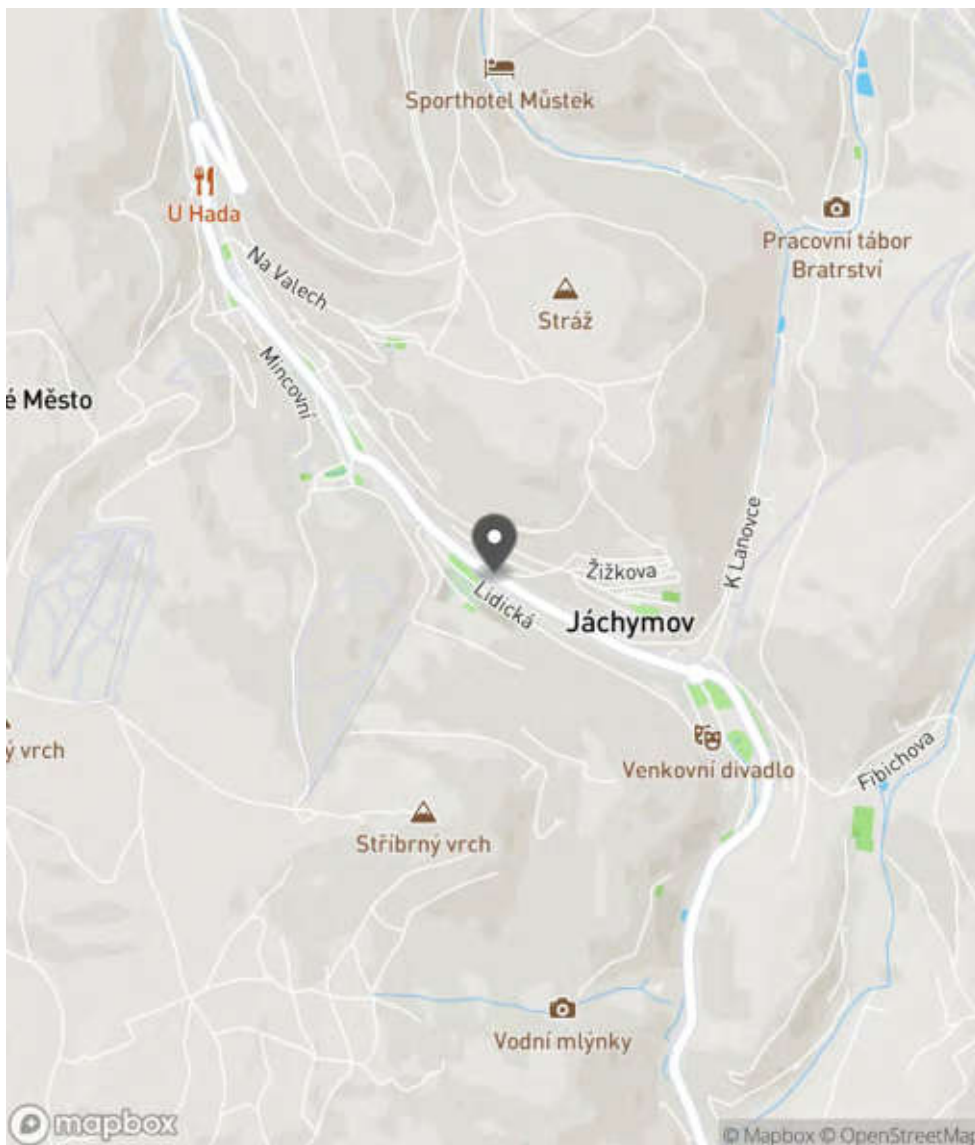 Sporthotel Můstek
U Hada
Pracovní tábor
Bratrství
Na Valech
Stráž
Mincovní
é Město
K Lanovce
Žižkova
Lidická
Jáchymov
Venkovní divadlo
ý vrch
Fibichova
Stříbrný vrch
Vodní mlýnky
mapbox
© Mapbox © OpenStreetMa